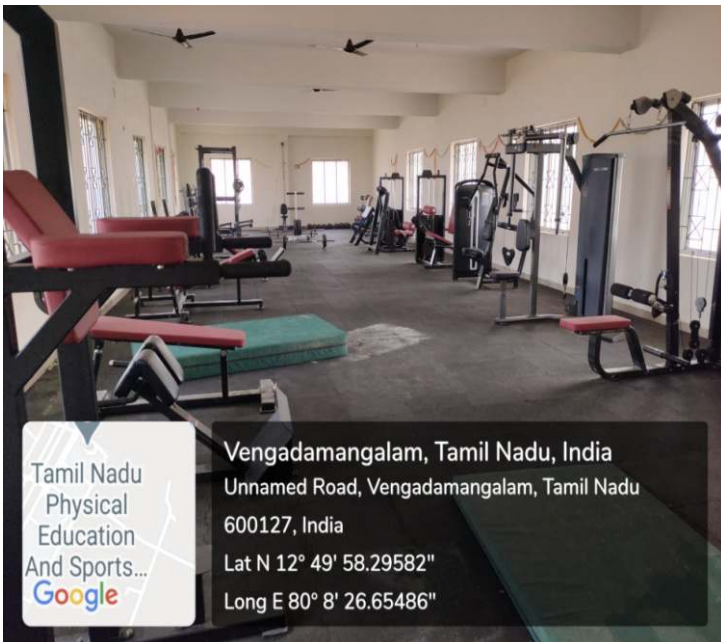 Tamil Nadu
Physical
Education
And Sports...
Google
Vengadamangalam, Tamil Nadu, India
Unnamed Road, Vengadamangalam, Tamil Nadu
600127, India
Lat N 12° 49' 58.29582"
Long E 80° 8' 26.65486"